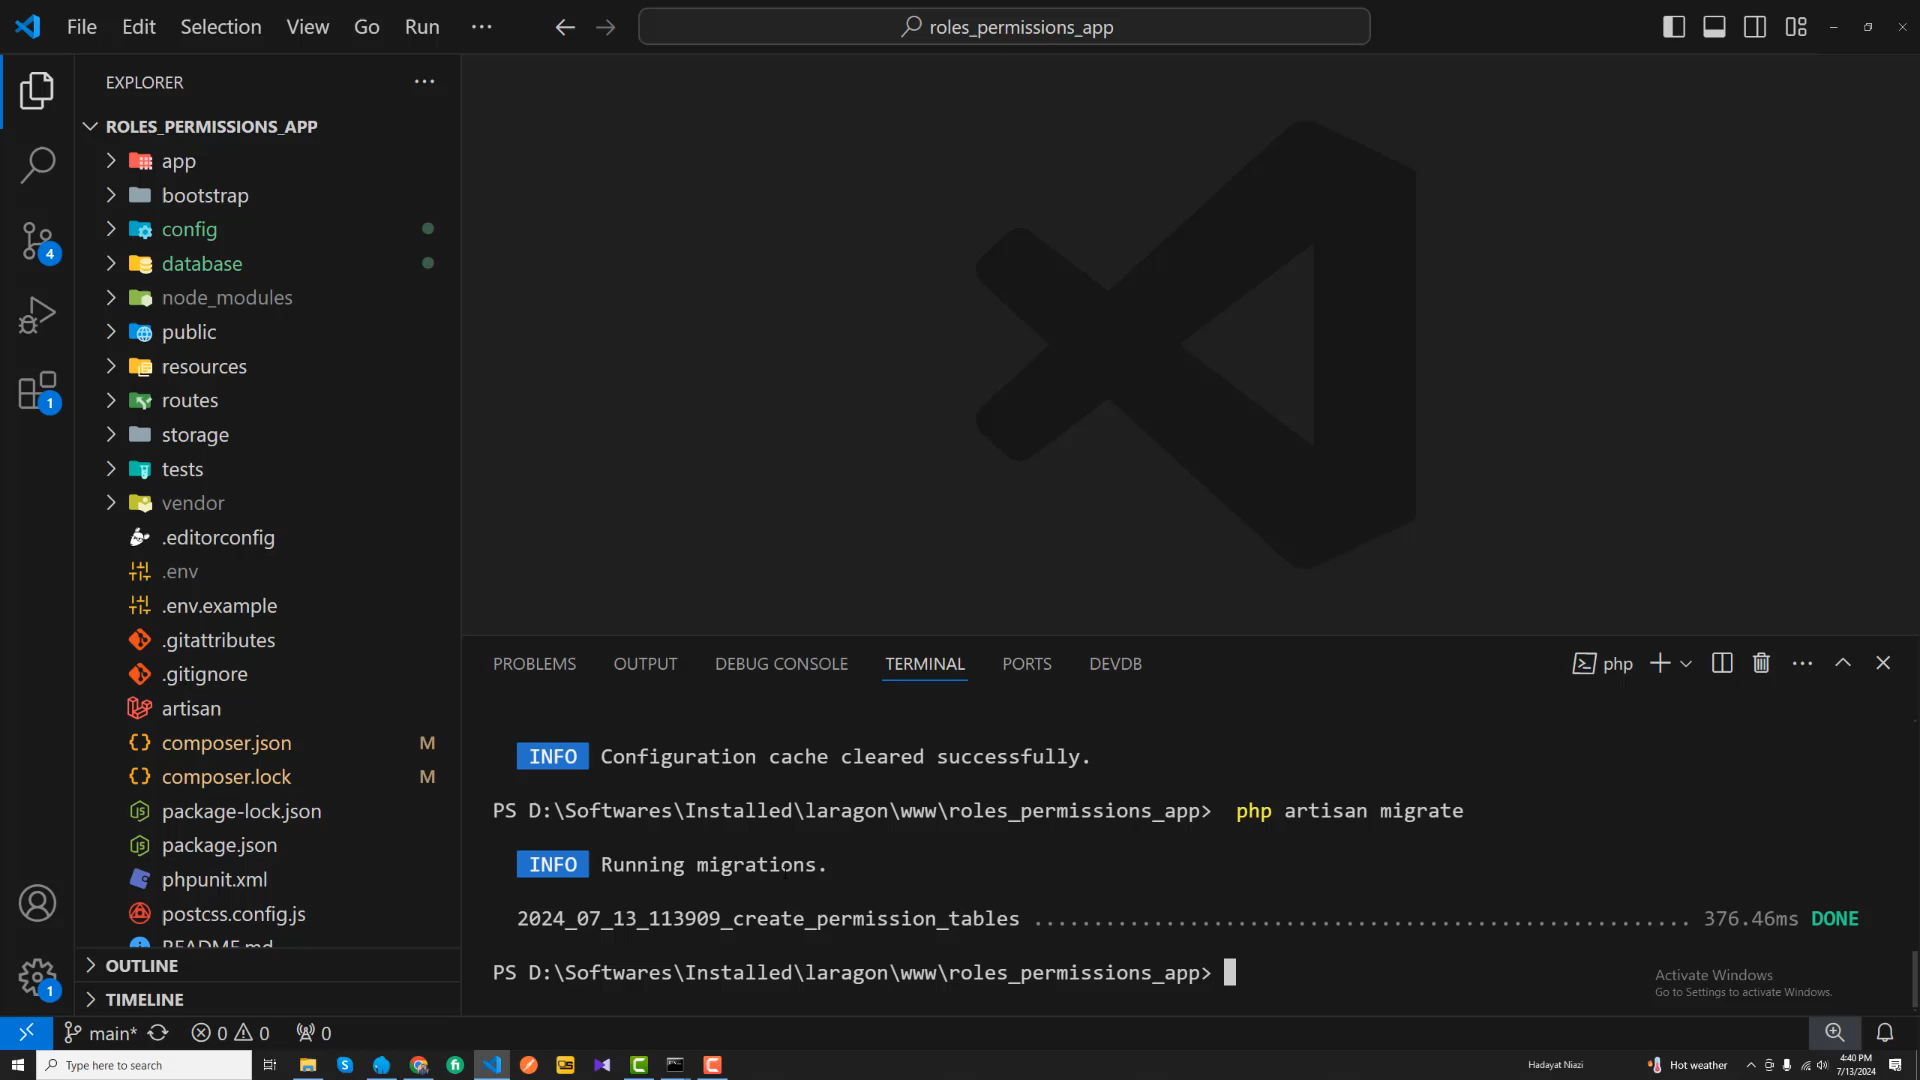 File Edit Selection View Go Run ...
roles_permissions_app
EXPLORER
ROLES_PERMISSIONS_APP
app
bootstrap
config
database
node_modules
public
resources
routes
storage
tests
vendor
.editorconfig
.env
.env.example
.gitattributes
.gitignore
artisan
composer.json M
composer.lock M
package-lock.json
package.json
phpunit.xml
postcss.config.js
README.md
OUTLINE
TIMELINE
4
1
1
PROBLEMS OUTPUT DEBUG CONSOLE TERMINAL PORTS DEVDB
php
INFO Configuration cache cleared successfully.
PS D:\Softwares\Installed\laragon\www\roles_permissions_app> php artisan migrate
INFO Running migrations.
2024_07_13_113909_create_permission_tables ....................................................... 376.46ms DONE
PS D:\Softwares\Installed\laragon\www\roles_permissions_app>
Activate Windows
Go to Settings to activate Windows.
main* 0 0 0
Type here to search
Hadayat Niazi
Hot weather
4:40 PM
7/13/2024